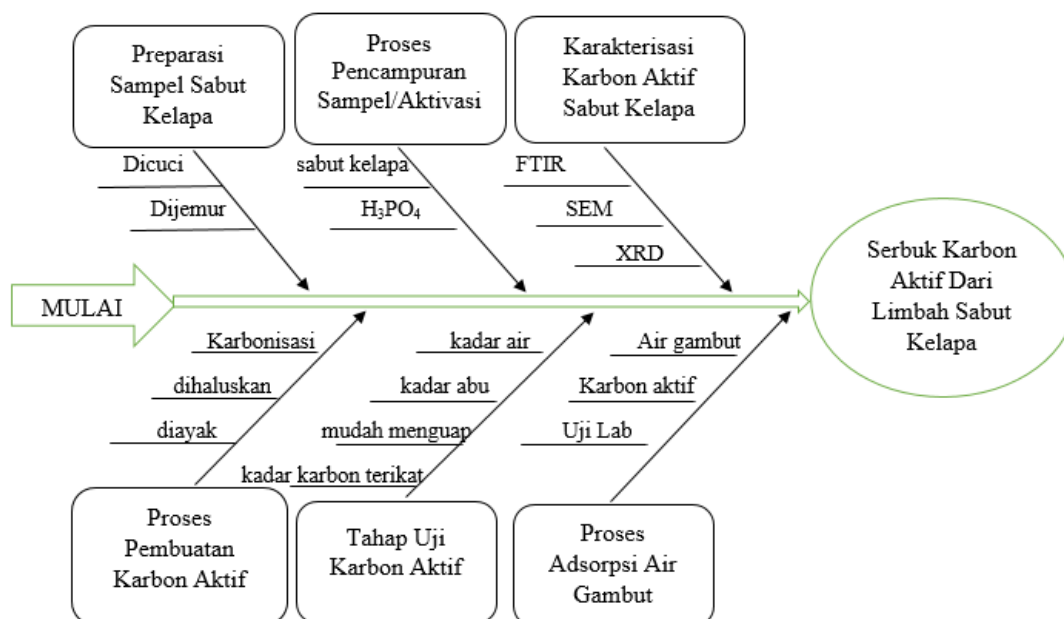 Preparasi
Sampel Sabut
Kelapa
Proses
Pencampuran
Sampel/Aktivasi
Karakterisasi
Karbon Aktif
Sabut Kelapa
Dicuci
Dijemur
sabut kelapa
H₃PO₄
FTIR
SEM
XRD
MULAI
Serbuk Karbon
Aktif Dari
Limbah Sabut
Kelapa
Karbonisasi
dihaluskan
diayak
kadar air
kadar abu
mudah menguap
kadar karbon terikat
Air gambut
Karbon aktif
Uji Lab
Proses
Pembuatan
Karbon Aktif
Tahap Uji
Karbon Aktif
Proses
Adsorpsi Air
Gambut